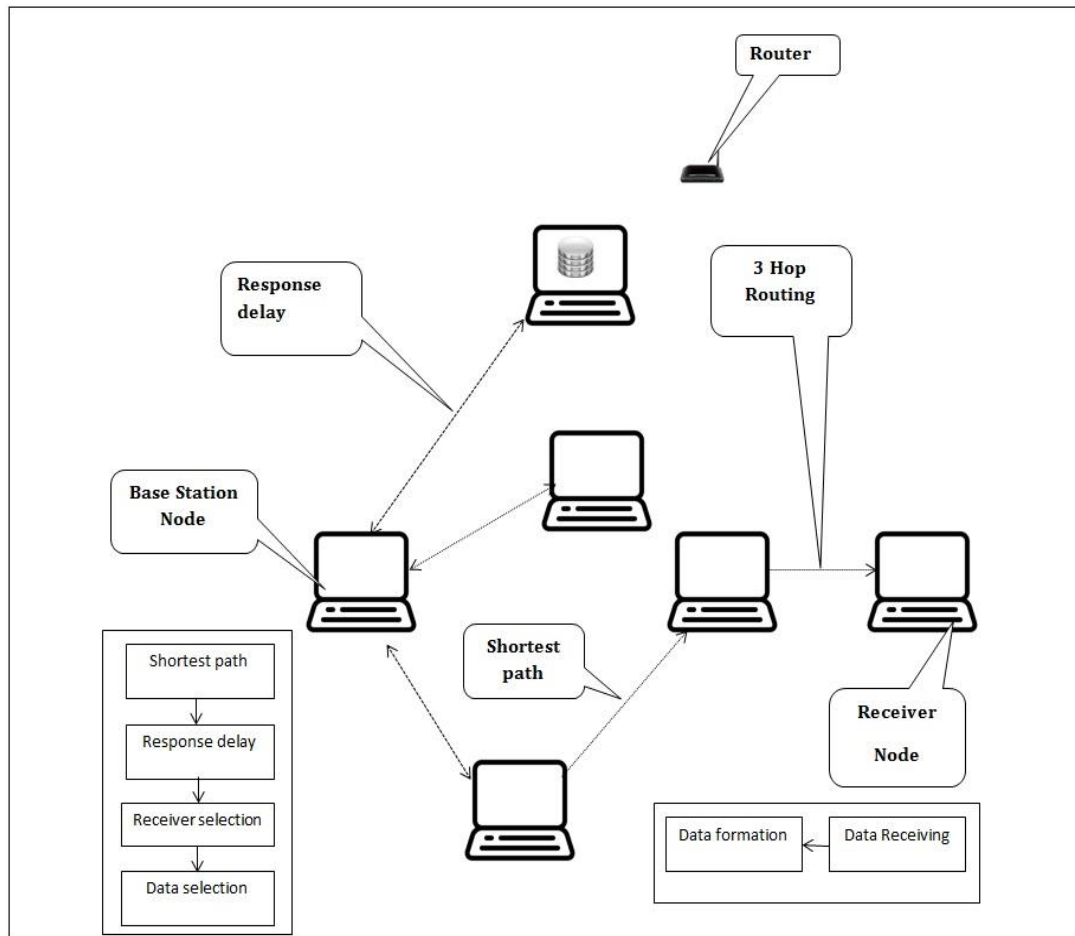 Router
Response
delay
3 Hop
Routing
Base Station
Node
Shortest
path
Receiver
Node
Shortest path
Response delay
Receiver selection
Data selection
Data formation
Data Receiving